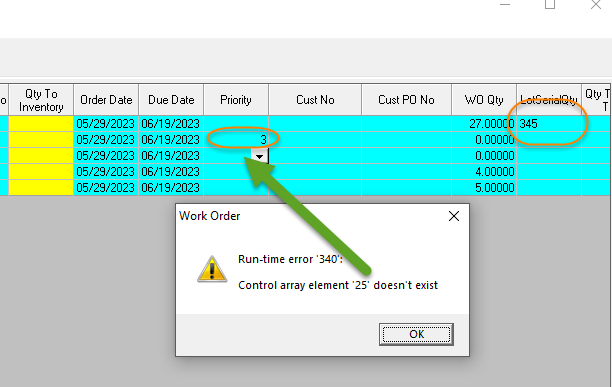 o Qty To Inventory Order Date Due Date Priority Cust No Cust PO No WO Qty LotSerialQty Qty T T
05/29/2023 06/19/2023 27.00000 345
05/29/2023 06/19/2023 3 0.00000
05/29/2023 06/19/2023 0.00000
05/29/2023 06/19/2023 4.00000
05/29/2023 06/19/2023 5.00000
Work Order
Run-time error '340':
Control array element '25' doesn't exist
OK